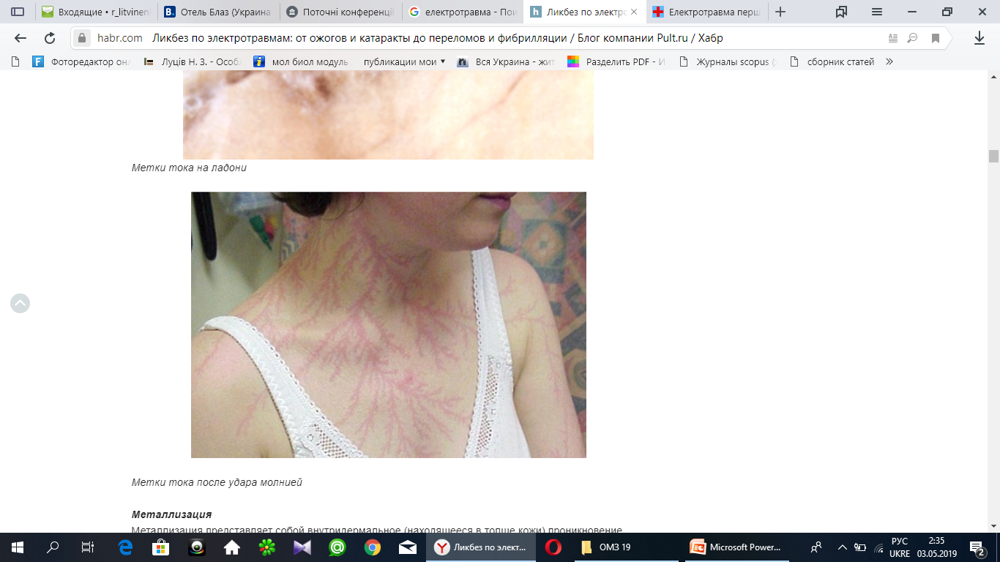 Входящие • r_litvinen
Отель Блаз (Украина
Поточні конференції
електротравма - Пои
Ликбез по электро
Електротравма перш
habr.com Ликбез по электротравмам: от ожогов и катаракты до переломов и фибрилляции / Блог компании Pult.ru / Хабр
Фоторедактор онл
Луців Н. З. - Особл
мол биол модуль
публикации мои
Вся Украина - жит
Разделить PDF - И
Журналы scopus (
сборник статей
Метки тока на ладони
Метки тока после удара молнией
Металлизация
Металлизация представляет собой внутридермальное (находящееся в толще кожи) проникновение
Ликбез по элект...
ОМЗ 19
Microsoft Power...
РУС
UKRE
2:35
03.05.2019
2